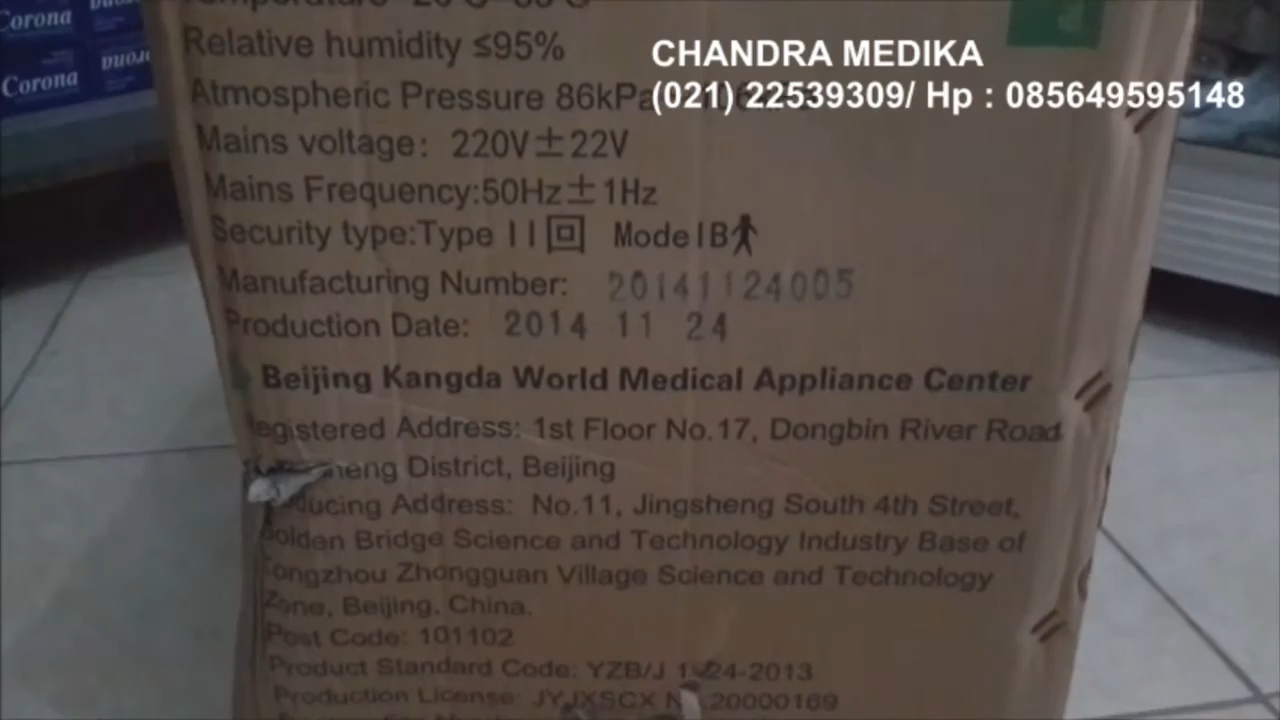 Corona
Corona
Relative humidity ≤95%
CHANDRA MEDIKA
(021) 22539309/ Hp : 085649595148
Atmospheric Pressure 86kPa
Mains voltage: 220V±22V
Mains Frequency:50Hz±1Hz
Security type:Type II Model B
Manufacturing Number: 20141124005
Production Date: 2014 11 24
Beijing Kangda World Medical Appliance Center
Registered Address: 1st Floor No.17, Dongbin River Road
District, Beijing
Producing Address: No.11, Jingsheng South 4th Street,
Golden Bridge Science and Technology Industry Base of
Tongzhou Zhongguan Village Science and Technology
Zone, Beijing, China.
Post Code: 101102
Product Standard Code: YZB/J
Production License: JYJXSCX 20000169